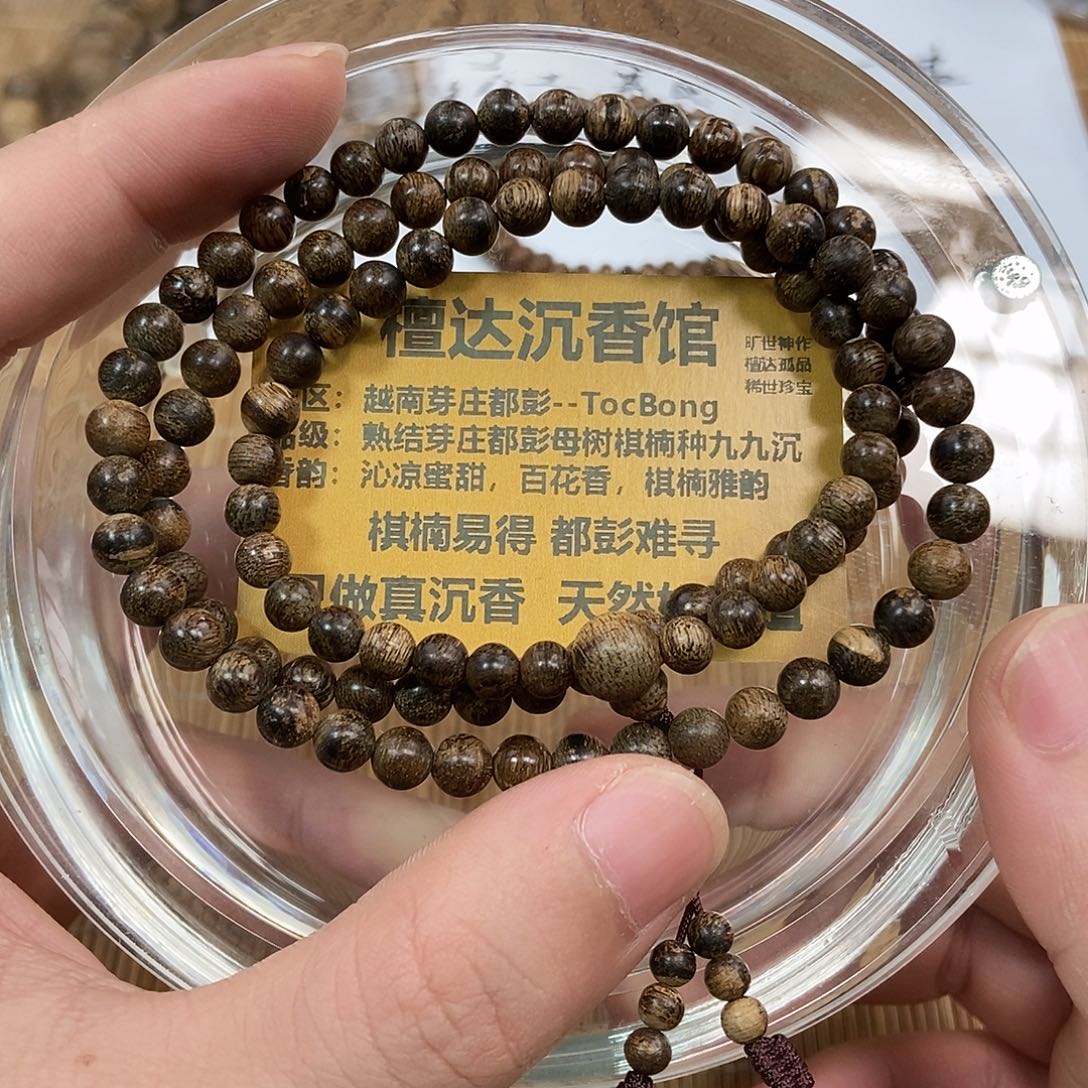 檀达沉香馆
旷世神作
檀达孤品
稀世珍宝
区：越南芽庄都彭--TocBong
品级：熟结芽庄都彭母树棋楠种九九沉
香韵：沁凉蜜甜，百花香，棋楠雅韵
棋楠易得 都彭难寻
做真沉香 天然